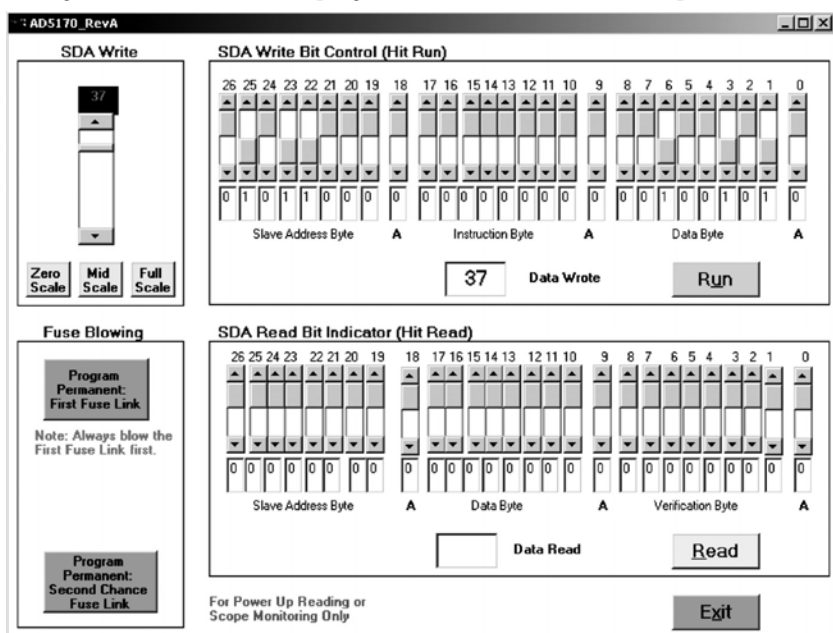 AD5170_RevA
SDA Write
37
Zero Scale
Mid Scale
Full Scale
SDA Write Bit Control (Hit Run)
26 25 24 23 22 21 20 19 18 17 16 15 14 13 12 11 10 9 8 7 6 5 4 3 2 1 0
0 1 0 1 1 0 0 0 0 0 0 0 0 0 0 0 0 0 0 0 1 0 0 1 0 1 0
Slave Address Byte A Instruction Byte A Data Byte A
37 Data Wrote Run
Fuse Blowing
Program
Permanent:
First Fuse Link
Note: Always blow the
First Fuse Link first.
Program
Permanent:
Second Chance
Fuse Link
SDA Read Bit Indicator (Hit Read)
26 25 24 23 22 21 20 19 18 17 16 15 14 13 12 11 10 9 8 7 6 5 4 3 2 1 0
0 0 0 0 0 0 0 0 0 0 0 0 0 0 0 0 0 0 0 0 0 0 0 0 0 0 0
Slave Address Byte A Data Byte A Verification Byte A
Data Read Read
For Power Up Reading or
Scope Monitoring Only
Exit